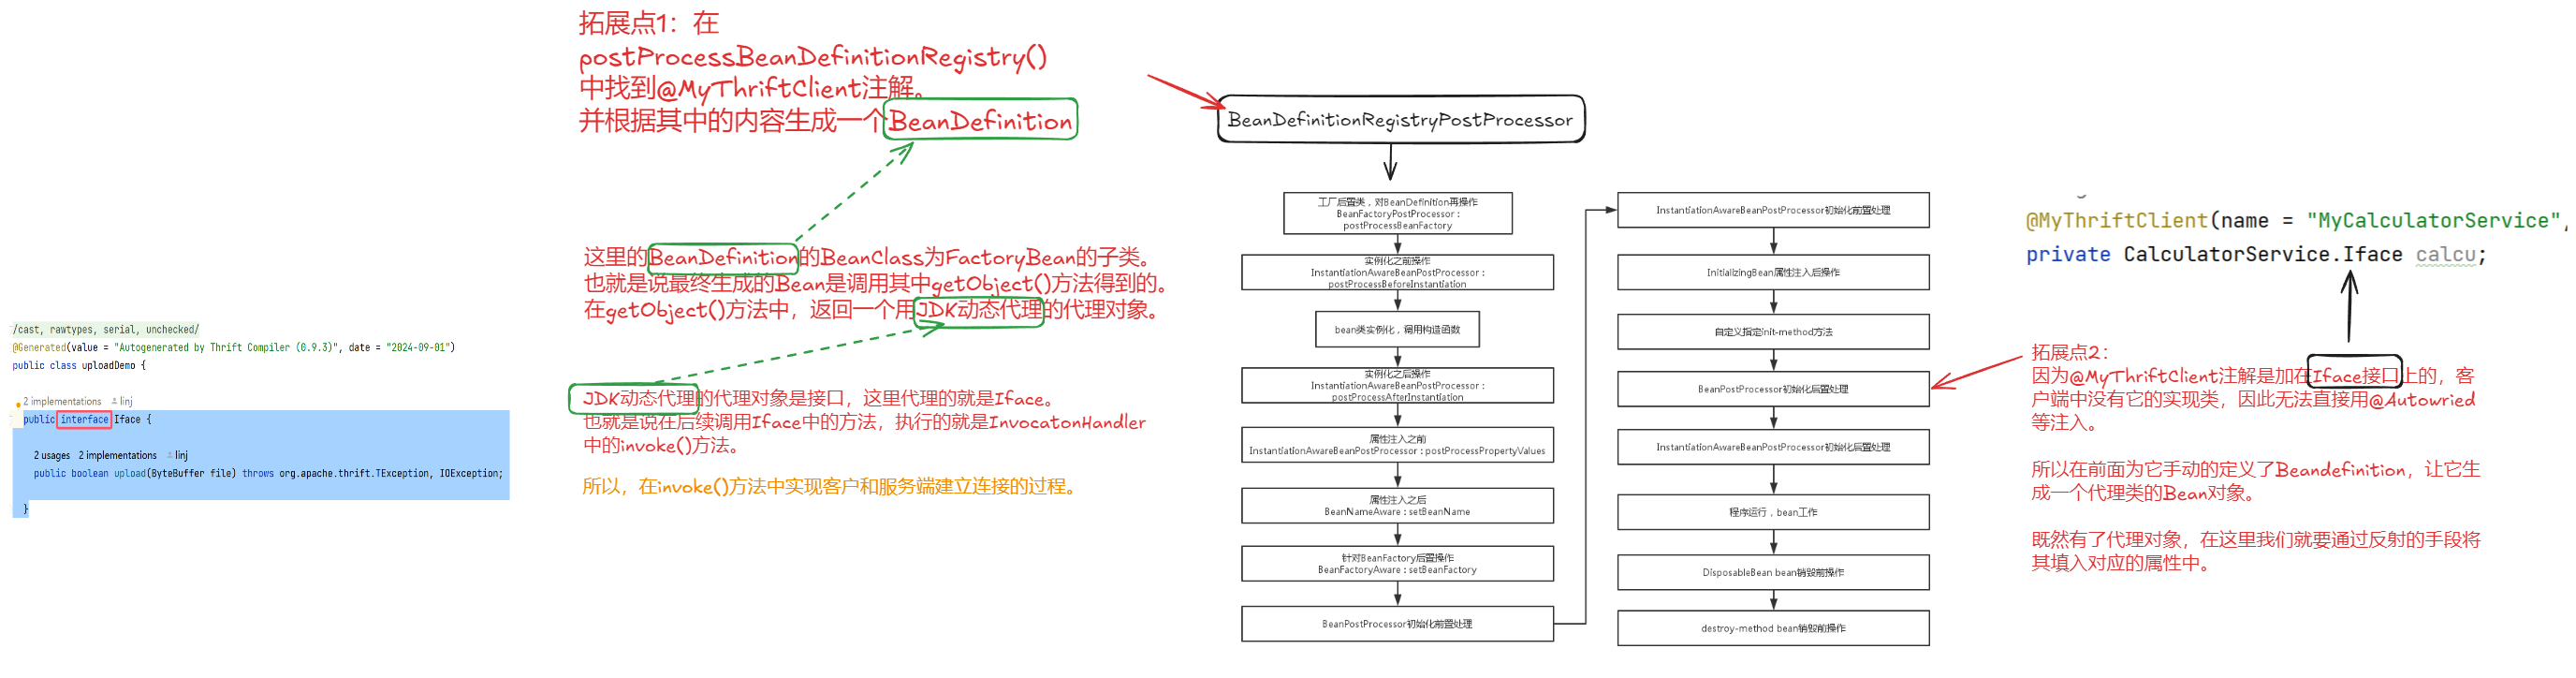 /cast, rawtypes, serial, unchecked/
@Generated(value = "Autogenerated by Thrift Compiler (0.9.3)", date = "2024-09-01")
public class uploadDemo {
2 implementations linj
public interface Iface {
2 usages 2 implementations linj
public boolean upload(ByteBuffer file) throws org.apache.thrift.TException, IOException;
}
拓展点1：在
postProcessBeanDefinitionRegistry()
中找到@MyThriftClient注解。
并根据其中的内容生成一个BeanDefinition
这里的BeanDefinition的BeanClass为FactoryBean的子类。
也就是说最终生成的Bean是调用其中getObject()方法得到的。
在getObject()方法中，返回一个用JDK动态代理的代理对象。
JDK动态代理的代理对象是接口，这里代理的就是Iface。
也就是说在后续调用Iface中的方法，执行的就是InvocatonHandler
中的invoke()方法。
所以，在invoke()方法中实现客户和服务端建立连接的过程。
BeanDefinitionRegistryPostProcessor
工厂后置类，对BeanDefinition再操作
BeanFactoryPostProcessor：
postProcessBeanFactory
实例化之前操作
InstantiationAwareBeanPostProcessor：
postProcessBeforeInstantiation
bean类实例化，调用构造函数
实例化之后操作
InstantiationAwareBeanPostProcessor：
postProcessAfterInstantiation
属性注入之前
InstantiationAwareBeanPostProcessor：postProcessPropertyValues
属性注入之后
BeanNameAware：setBeanName
针对BeanFactory后置操作
BeanFactoryAware：setBeanFactory
BeanPostProcessor初始化前置处理
InstantiationAwareBeanPostProcessor初始化前置处理
InitializingBean属性注入后操作
自定义指定init-method方法
BeanPostProcessor初始化后置处理
InstantiationAwareBeanPostProcessor初始化后置处理
程序运行，bean工作
DisposableBean bean销毁前操作
destroy-method bean销毁前操作
@MyThriftClient(name = "MyCalculatorService",
private CalculatorService.Iface calcu;
拓展点2：
因为@MyThriftClient注解是加在Iface接口上的，客
户端中没有它的实现类，因此无法直接用@Autowried
等注入。
所以在前面为它手动的定义了Beandefinition，让它生
成一个代理类的Bean对象。
既然有了代理对象，在这里我们就要通过反射的手段将
其填入对应的属性中。